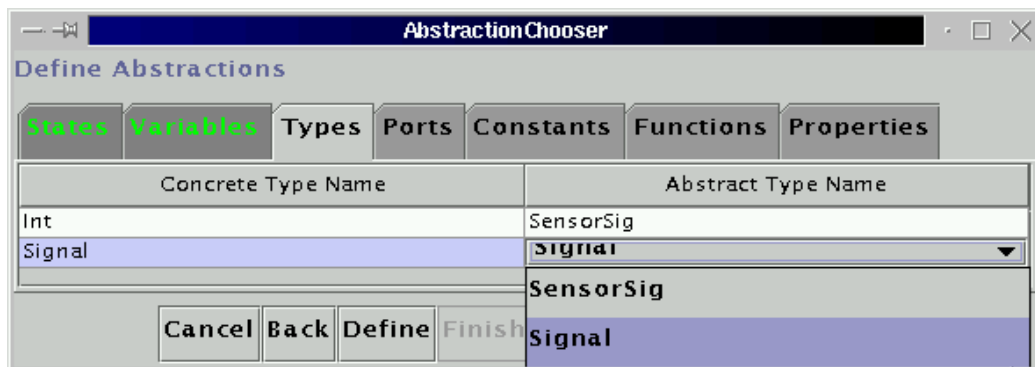 AbstractionChooser
Define Abstractions
States Variables Types Ports Constants Functions Properties
Concrete Type Name Abstract Type Name
Int SensorSig
Signal Signal
SensorSig
Cancel Back Define Finish Signal